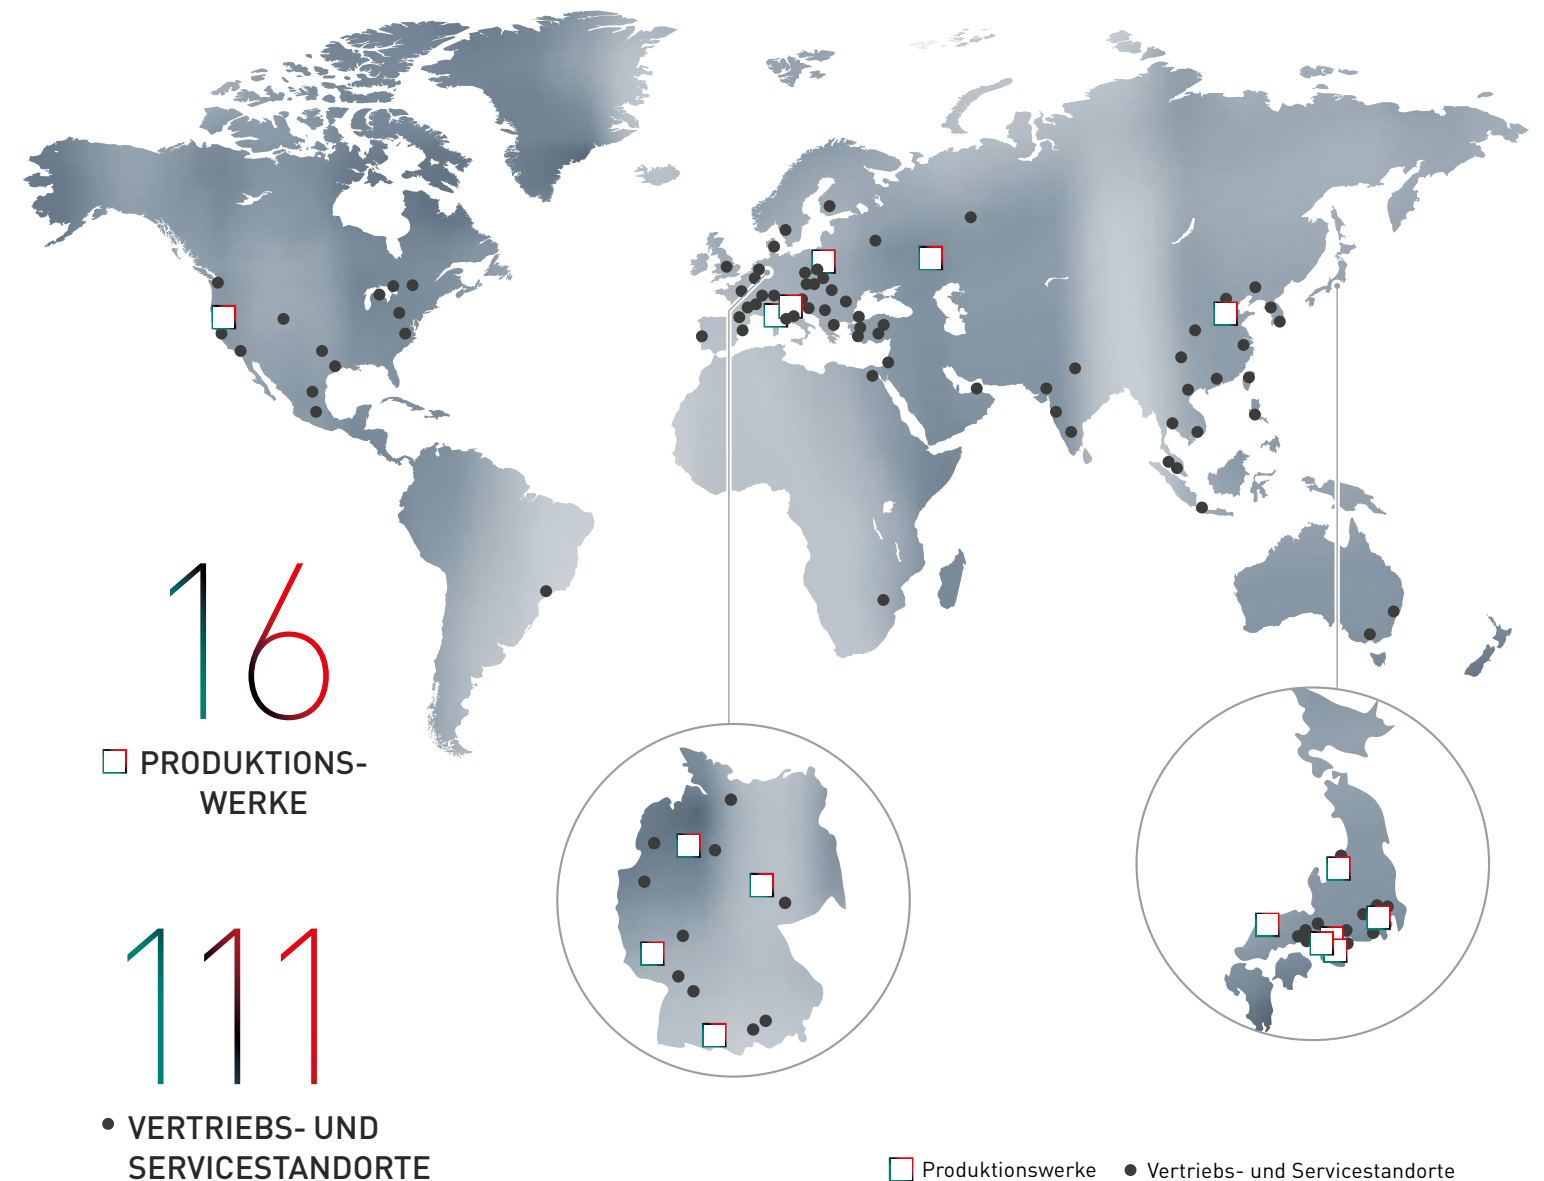 16
PRODUKTIONS-
WERKE
111
VERTRIEBS- UND
SERVICESTANDORTE
Produktionswerke
Vertriebs- und Servicestandorte